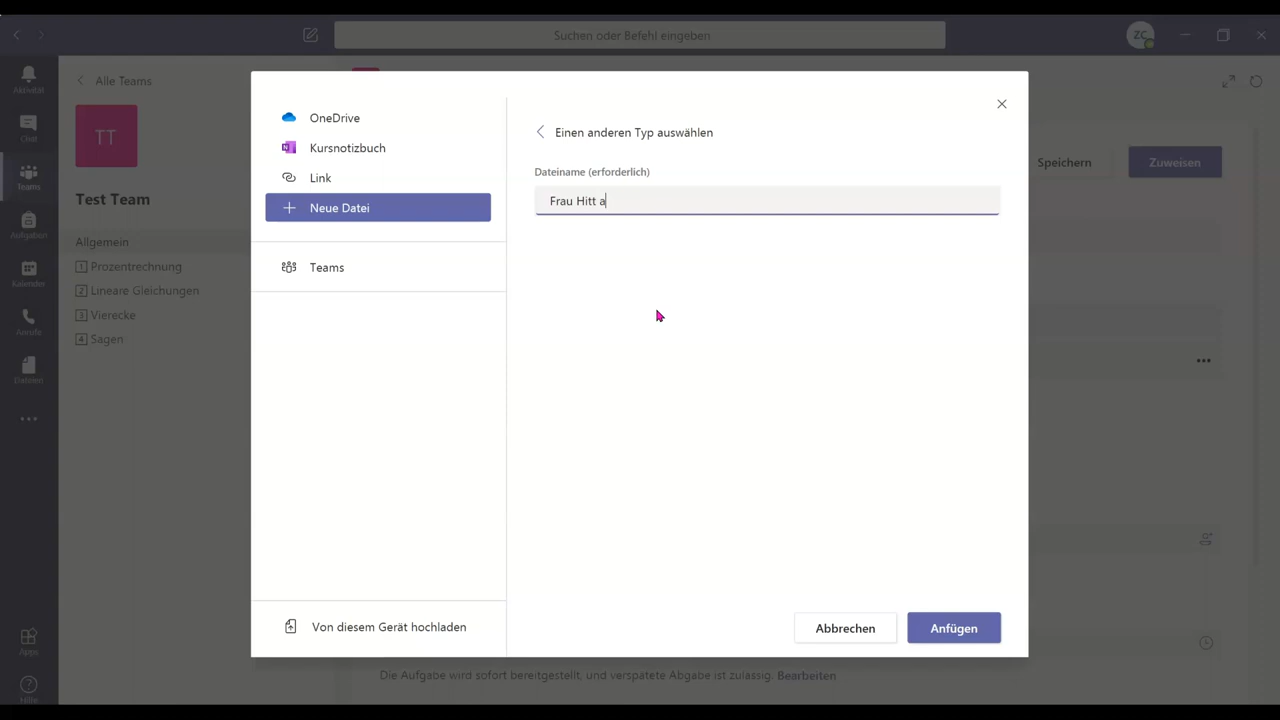 Suchen oder Befehl eingeben
ZC
Aktivität
Chat
Teams
Aufgaben
Kalender
Anrufe
Dateien
Apps
Hilfe
Alle Teams
TT
Test Team
Allgemein
1 Prozentrechnung
2 Lineare Gleichungen
3 Vierecke
4 Sagen
OneDrive
Kursnotizbuch
Link
Neue Datei
Teams
Von diesem Gerät hochladen
Einen anderen Typ auswählen
Dateiname (erforderlich)
Frau Hitt a
Abbrechen
Anfügen
Speichern
Zuweisen
Die Aufgabe wird sofort bereitgestellt, und verspätete Abgabe ist zulässig. Bearbeiten